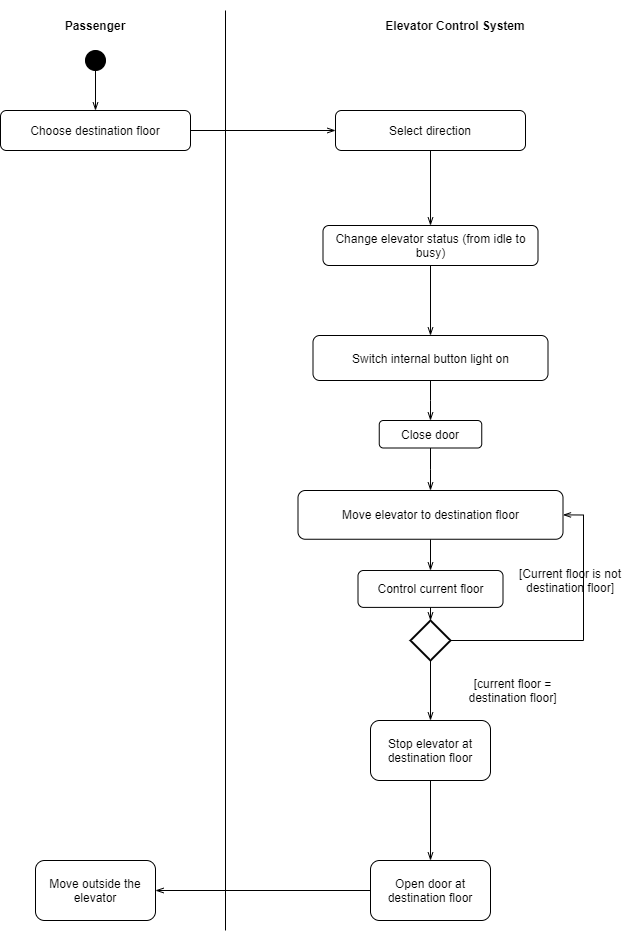 Passenger
Elevator Control System
Choose destination floor
Select direction
Change elevator status (from idle to
busy)
Switch internal button light on
Close door
Move elevator to destination floor
Control current floor
[Current floor is not
destination floor]
[current floor =
destination floor]
Stop elevator at
destination floor
Move outside the
elevator
Open door at
destination floor